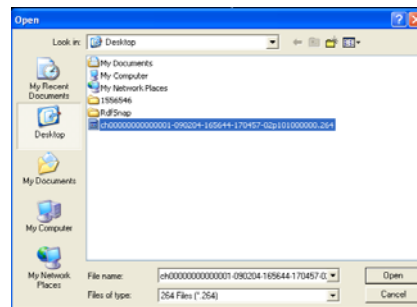 Open
Look in: Desktop
My Documents
My Computer
My Network Places
1556546
RdfSnap
ch00000000000001-090204-165644-170457-02p101000000.264
My Recent
Documents
Desktop
My Documents
My Computer
My Network
Places
File name: ch00000000000001-090204-165644-170457-0
Open
Files of type: 264 Files (*.264)
Cancel